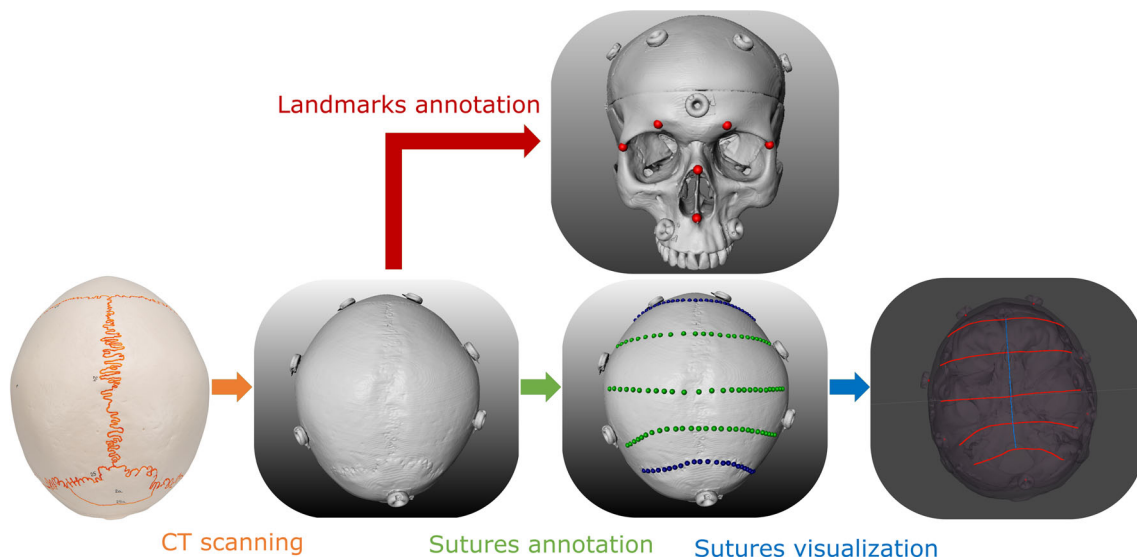 Landmarks annotation
CT scanning
Sutures annotation
Sutures visualization